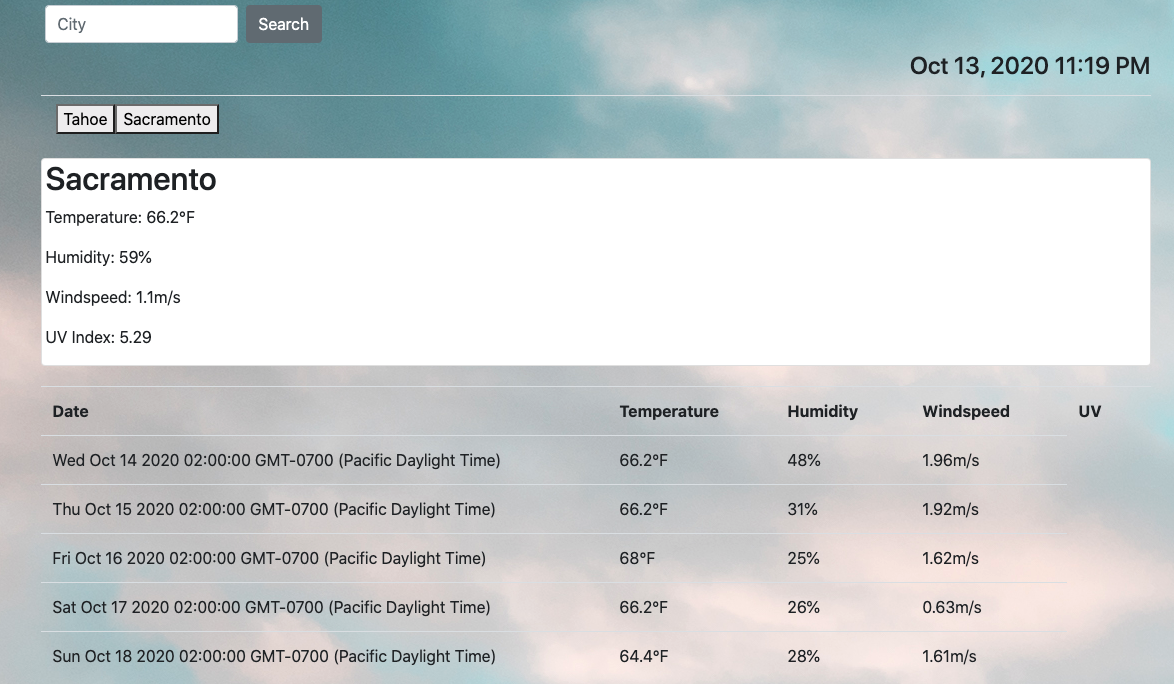 City Search
Oct 13, 2020 11:19 PM
Tahoe Sacramento
Sacramento
Temperature: 66.2°F
Humidity: 59%
Windspeed: 1.1m/s
UV Index: 5.29
Date Temperature Humidity Windspeed UV
Wed Oct 14 2020 02:00:00 GMT-0700 (Pacific Daylight Time) 66.2°F 48% 1.96m/s
Thu Oct 15 2020 02:00:00 GMT-0700 (Pacific Daylight Time) 66.2°F 31% 1.92m/s
Fri Oct 16 2020 02:00:00 GMT-0700 (Pacific Daylight Time) 68°F 25% 1.62m/s
Sat Oct 17 2020 02:00:00 GMT-0700 (Pacific Daylight Time) 66.2°F 26% 0.63m/s
Sun Oct 18 2020 02:00:00 GMT-0700 (Pacific Daylight Time) 64.4°F 28% 1.61m/s